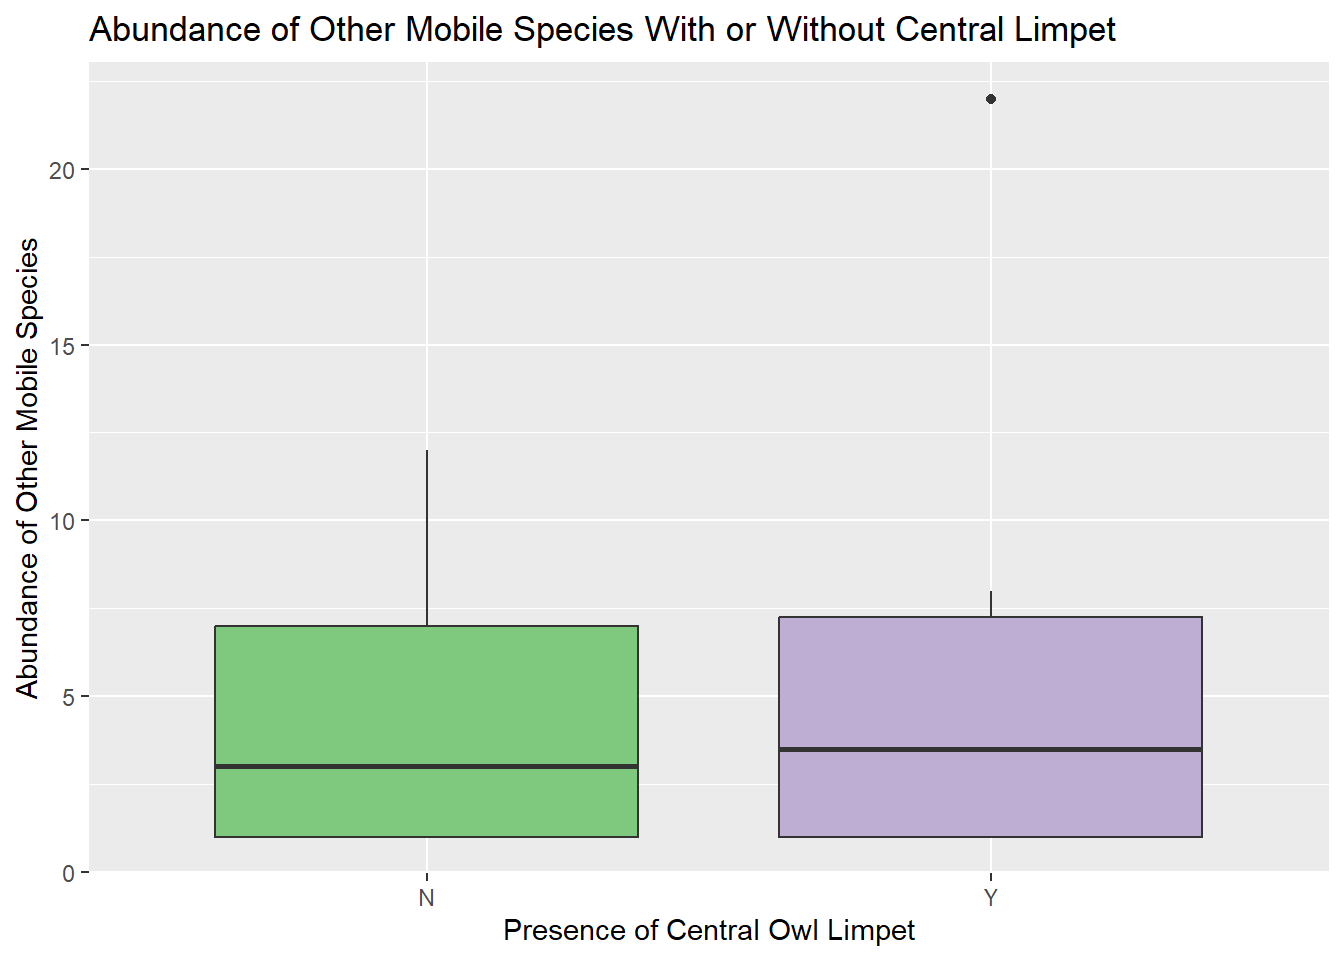 Abundance of Other Mobile Species With or Without Central Limpet
Abundance of Other Mobile Species
20
15
10
5
0
N
Y
Presence of Central Owl Limpet